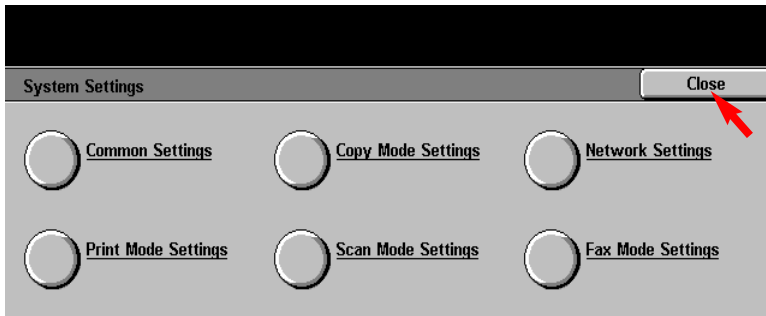 System Settings
Close
Common Settings
Copy Mode Settings
Network Settings
Print Mode Settings
Scan Mode Settings
Fax Mode Settings